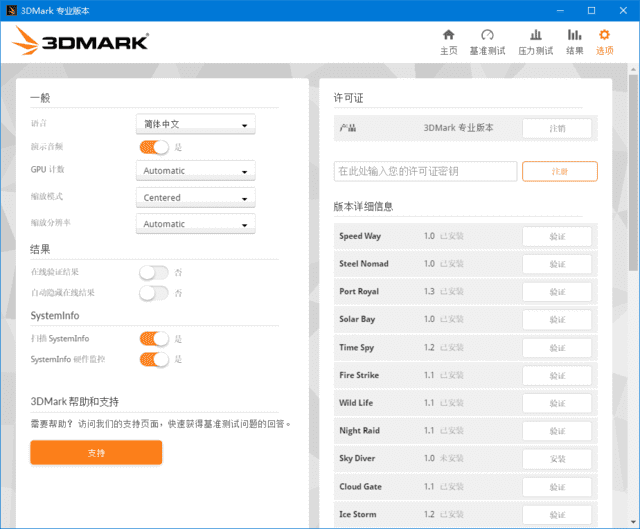 3DMark 专业版本
3DMARK
主页
基准测试
压力测试
结果
选项
一般
语言
简体中文
演示音频
是
GPU 计数
Automatic
缩放模式
Centered
缩放分辨率
Automatic
结果
在线验证结果
否
自动隐藏在线结果
否
SystemInfo
扫描 SystemInfo
是
SystemInfo 硬件监控
是
3DMark 帮助和支持
需要帮助? 访问我们的支持页面，快速获得基准测试问题的回答。
支持
许可证
产品
3DMark 专业版本
注销
在此处输入您的许可证密钥
注册
版本详细信息
Speed Way 1.0 已安装 验证
Steel Nomad 1.0 已安装 验证
Port Royal 1.3 已安装 验证
Solar Bay 1.0 已安装 验证
Time Spy 1.2 已安装 验证
Fire Strike 1.1 已安装 验证
Wild Life 1.1 已安装 验证
Night Raid 1.1 已安装 验证
Sky Diver 1.0 未安装 安装
Cloud Gate 1.1 已安装 验证
Ice Storm 1.2 已安装 验证